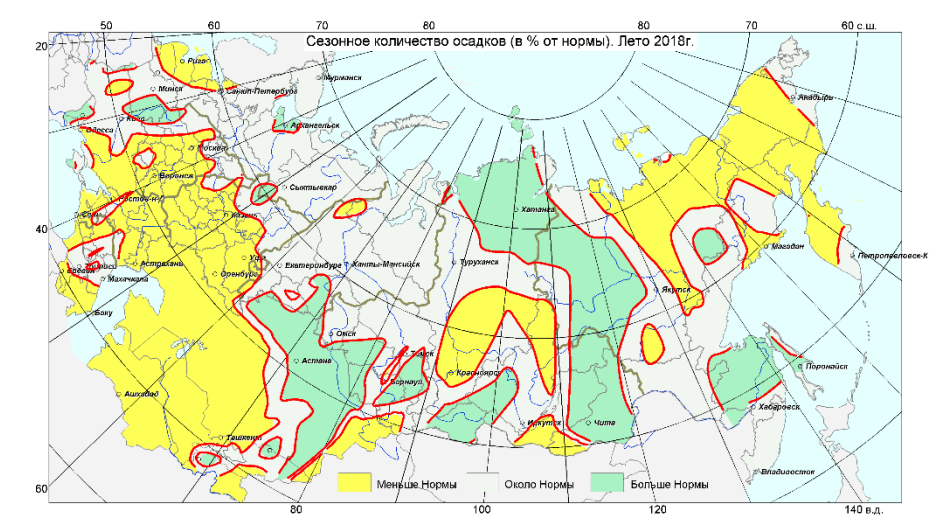 50 60 70 80 70 60 с.ш.
20
Сезонное количество осадков (в % от нормы). Лето 2018г.
Рига
Мурманск
Минск
Санкт-Петербург
Анадырь
Киев
Одесса
Архангельск
Москва
Воронеж
Сыктывкар
Ростов-н-Д
Хатанга
Казань
Сочи
40
Магадан
Уфа
Петропавловск-К
Екатеринбург
Ханты-Мансийск
Туруханск
Тбилиси
Астрахань
Ереван
Оренбург
Махачкала
Якутск
Баку
Омск
Томск
Астана
Поронайск
Красноярск
Барнаул
Ашхабад
Хабаровск
Иркутск
Чита
Ташкент
Владивосток
60
Меньше Нормы
Около Нормы
Больше Нормы
80 100 120 140 в.д.